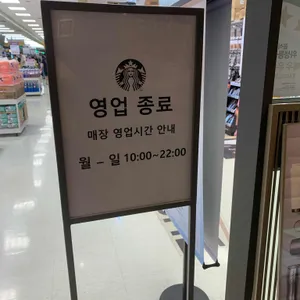 영업 종료
매장 영업시간 안내
월 – 일 10:00~22:00